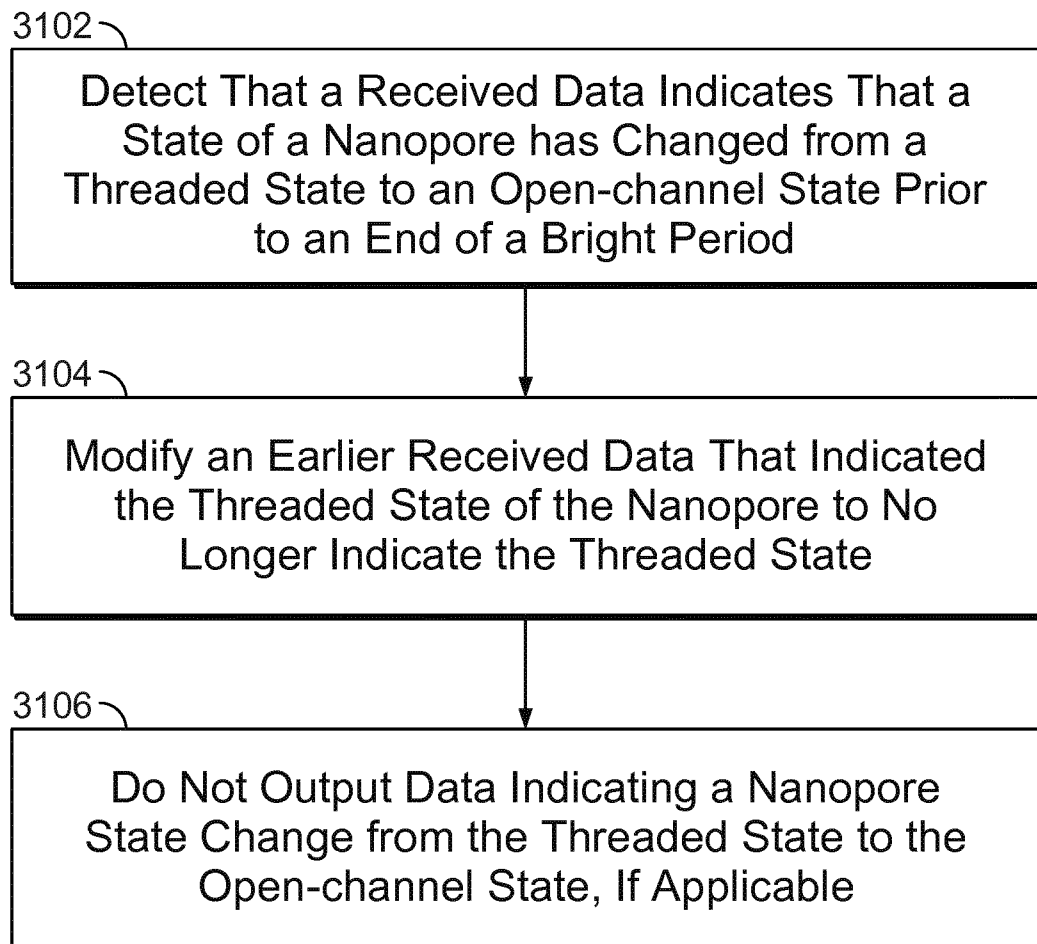 3102
Detect That a Received Data Indicates That a
State of a Nanopore has Changed from a
Threaded State to an Open-channel State Prior
to an End of a Bright Period
3104
Modify an Earlier Received Data That Indicated
the Threaded State of the Nanopore to No
Longer Indicate the Threaded State
3106
Do Not Output Data Indicating a Nanopore
State Change from the Threaded State to the
Open-channel State, If Applicable